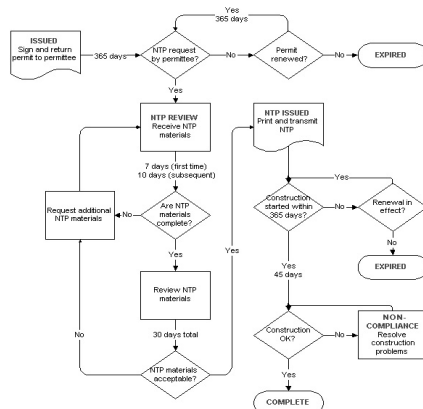 Yes
365 days
ISSUED
Sign and return
permit to permittee
365 days
NTP request
by permittee?
No
Permit
renewed?
No
EXPIRED
Yes
NTP REVIEW
Receive NTP
materials
NTP ISSUED
Print and transmit
NTP
7 days (first time)
10 days (subsequent)
Yes
Request additional
NTP materials
No
Are NTP
materials
complete?
Yes
Construction
started within
365 days?
No
Renewal in
effect?
No
EXPIRED
Yes
Review NTP
materials
Yes
45 days
30 days total
No
NTP materials
acceptable?
Construction
OK?
No
NON-
COMPLIANCE
Resolve
construction
problems
Yes
COMPLETE